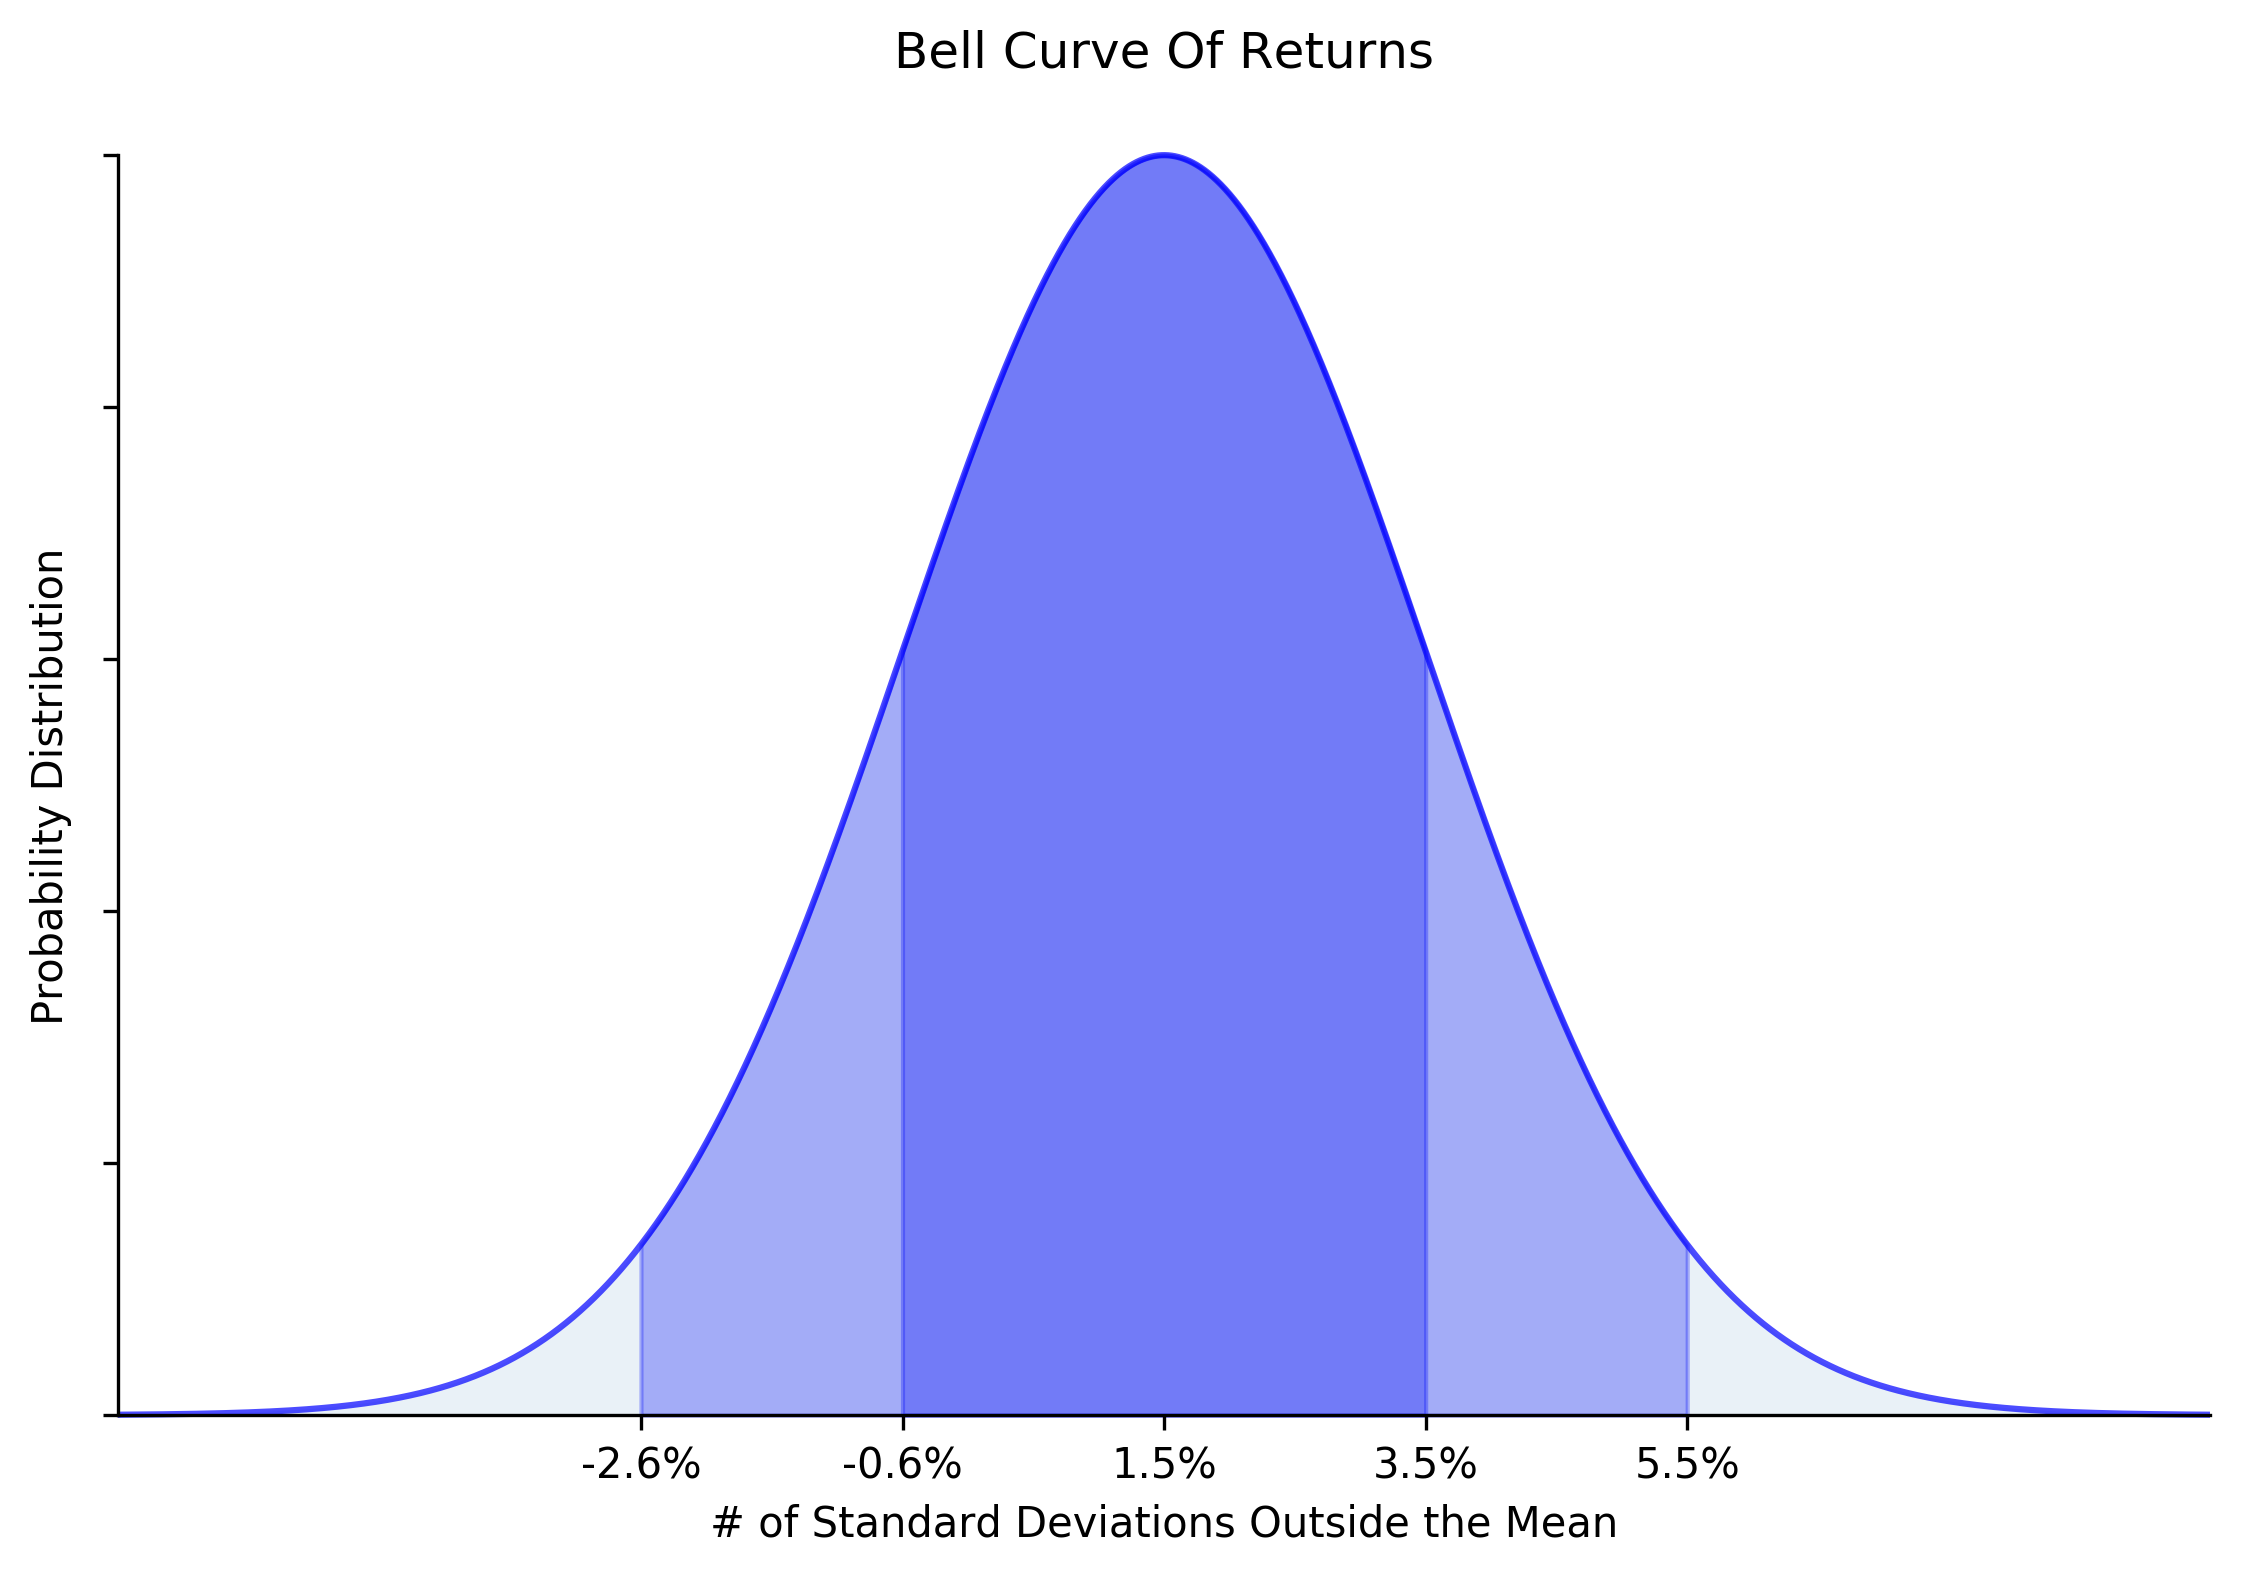 Bell Curve Of Returns
Probability Distribution
-2.6% -0.6% 1.5% 3.5% 5.5%
# of Standard Deviations Outside the Mean